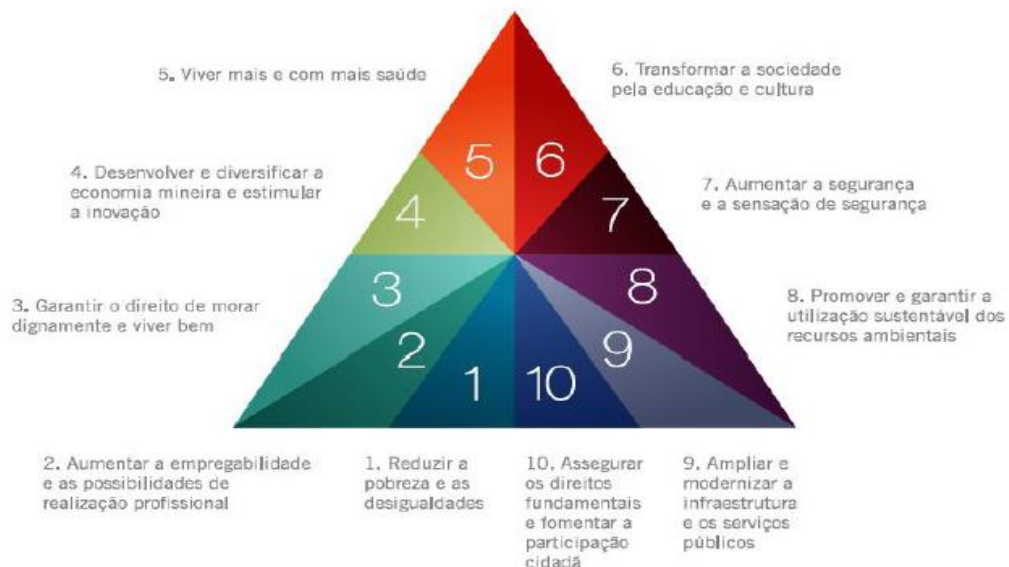 5. Viver mais e com mais saúde
6. Transformar a sociedade
pela educação e cultura
4. Desenvolver e diversificar a
economia mineira e estimular
a inovação
7. Aumentar a segurança
e a sensação de segurança
3. Garantir o direito de morar
dignamente e viver bem
8. Promover e garantir a
utilização sustentável dos
recursos ambientais
5
6
4
7
3
8
2
9
1
10
2. Aumentar a empregabilidade
e as possibilidades de
realização profissional
1. Reduzir a
pobreza e as
desigualdades
10. Assegurar
os direitos
fundamentais
e fomentar a
participação
cidadã
9. Ampliar e
modernizar a
infraestrutura
e os serviços
públicos